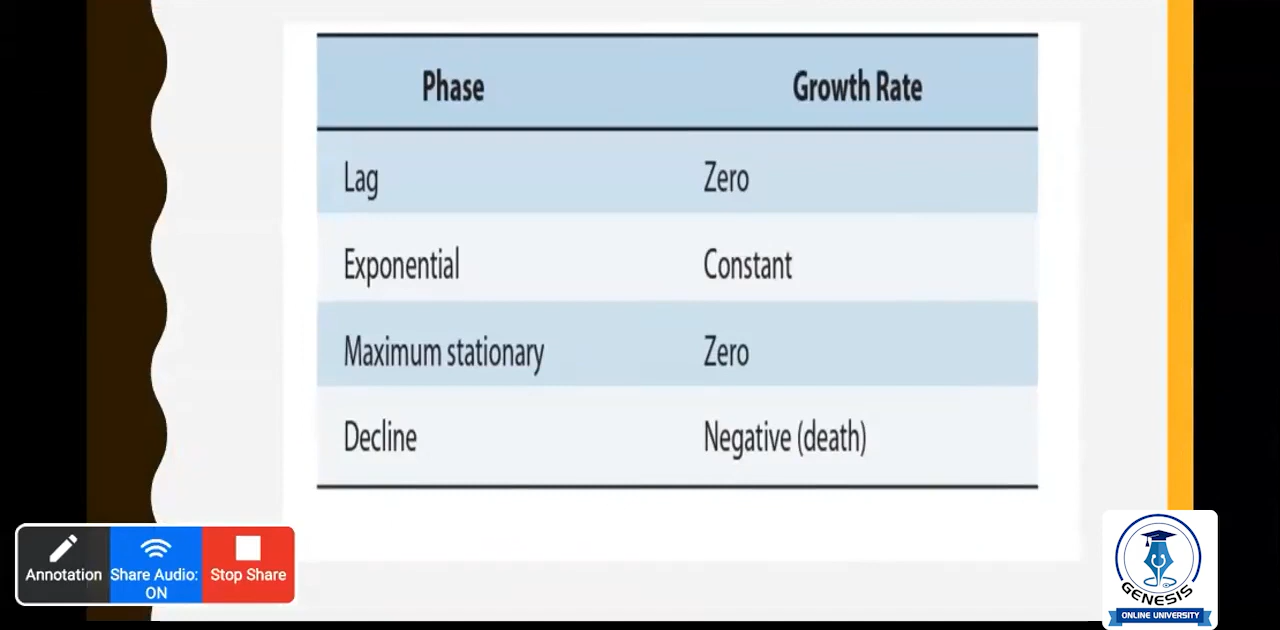 Phase Growth Rate
Lag Zero
Exponential Constant
Maximum stationary Zero
Decline Negative (death)
Annotation Share Audio: ON Stop Share
GENESIS
ONLINE UNIVERSITY